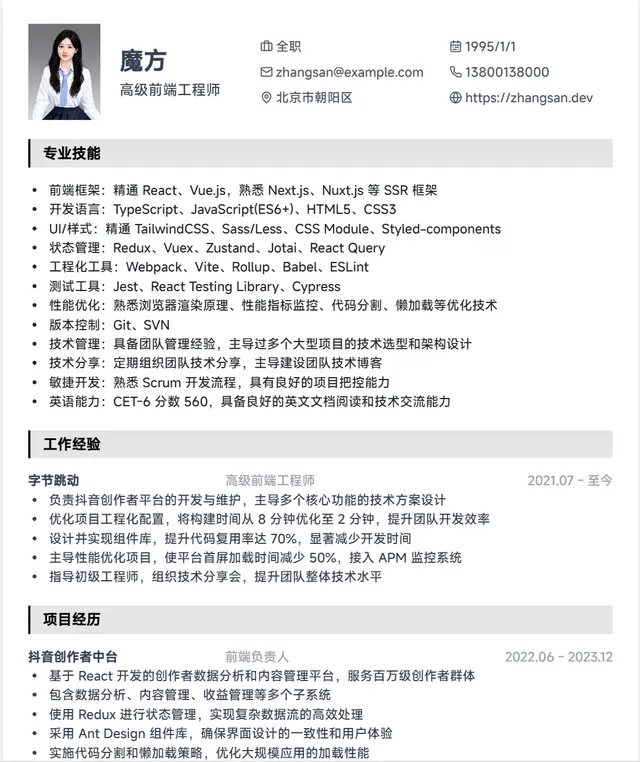 魔方
高级前端工程师
全职
1995/1/1
zhangsan@example.com
13800138000
北京市朝阳区
https://zhangsan.dev
专业技能
• 前端框架：精通 React、Vue.js，熟悉 Next.js、Nuxt.js 等 SSR 框架
• 开发语言：TypeScript、JavaScript(ES6+)、HTML5、CSS3
• UI/样式：精通 TailwindCSS、Sass/Less、CSS Module、Styled-components
• 状态管理：Redux、Vuex、Zustand、Jotai、React Query
• 工程化工具：Webpack、Vite、Rollup、Babel、ESLint
• 测试工具：Jest、React Testing Library、Cypress
• 性能优化：熟悉浏览器渲染原理、性能指标监控、代码分割、懒加载等优化技术
• 版本控制：Git、SVN
• 技术管理：具备团队管理经验，主导过多个大型项目的技术选型和架构设计
• 技术分享：定期组织团队技术分享，主导建设团队技术博客
• 敏捷开发：熟悉 Scrum 开发流程，具有良好的项目把控能力
• 英语能力：CET-6 分数 560，具备良好的英文文档阅读和技术交流能力
工作经验
字节跳动 高级前端工程师 2021.07 - 至今
• 负责抖音创作者平台的开发与维护，主导多个核心功能的技术方案设计
• 优化项目工程化配置，将构建时间从 8 分钟优化至 2 分钟，提升团队开发效率
• 设计并实现组件库，提升代码复用率达 70%，显著减少开发时间
• 主导性能优化项目，使平台首屏加载时间减少 50%，接入 APM 监控系统
• 指导初级工程师，组织技术分享会，提升团队整体技术水平
项目经历
抖音创作者中台 前端负责人 2022.06 - 2023.12
• 基于 React 开发的创作者数据分析和内容管理平台，服务百万级创作者群体
• 包含数据分析、内容管理、收益管理等多个子系统
• 使用 Redux 进行状态管理，实现复杂数据流的高效处理
• 采用 Ant Design 组件库，确保界面设计的一致性和用户体验
• 实施代码分割和懒加载策略，优化大规模应用的加载性能